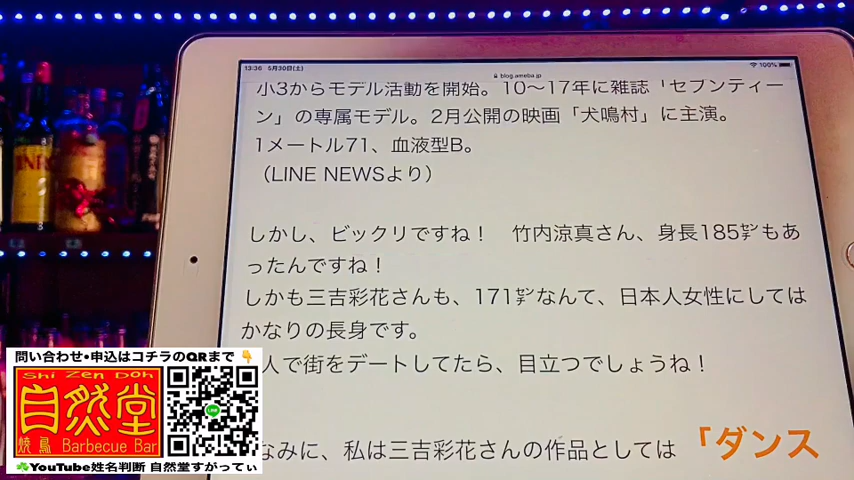 13:36 5月30日(土)
100%
blog.ameba.jp
小3からモデル活動を開始。10〜17年に雑誌「セブンティー
ン」の専属モデル。2月公開の映画「犬鳴村」に主演。
1メートル71、血液型B。
（LINE NEWSより）
しかし、ビックリですね！ 竹内涼真さん、身長185㌢もあ
ったんですね！
しかも三吉彩花さんも、171㌢なんて、日本人女性にしては
かなりの長身です。
人で街をデートしてたら、目立つでしょうね！
なみに、私は三吉彩花さんの作品としては「ダンス
問い合わせ•申込はコチラのQRまで👇
Shi Zen Doh
自然堂
焼鳥 Barbecue Bar
LINE
☘YouTube姓名判断 自然堂すがってぃ